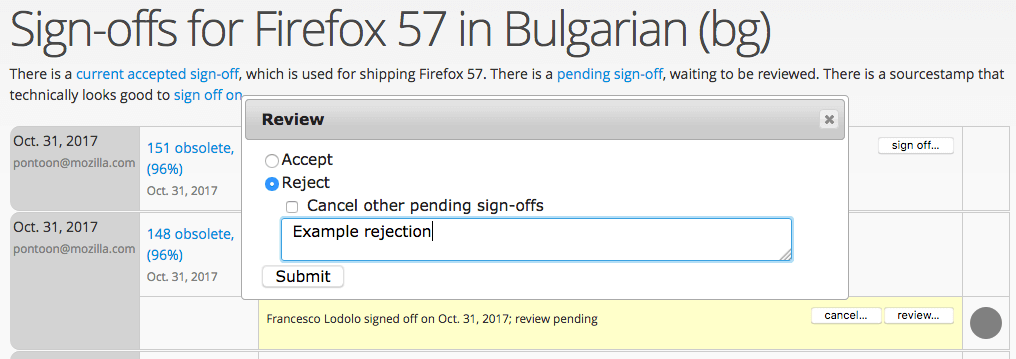 Sign-offs for Firefox 57 in Bulgarian (bg)
There is a current accepted sign-off, which is used for shipping Firefox 57. There is a pending sign-off, waiting to be reviewed. There is a sourcestamp that
technically looks good to sign off on
Review
Accept
Reject
Cancel other pending sign-offs
Example rejection
Submit
Oct. 31, 2017
pontoon@mozilla.com
151 obsolete,
(96%)
Oct. 31, 2017
sign off...
Oct. 31, 2017
pontoon@mozilla.com
148 obsolete,
(96%)
Oct. 31, 2017
Francesco Lodolo signed off on Oct. 31, 2017; review pending
cancel...
review...